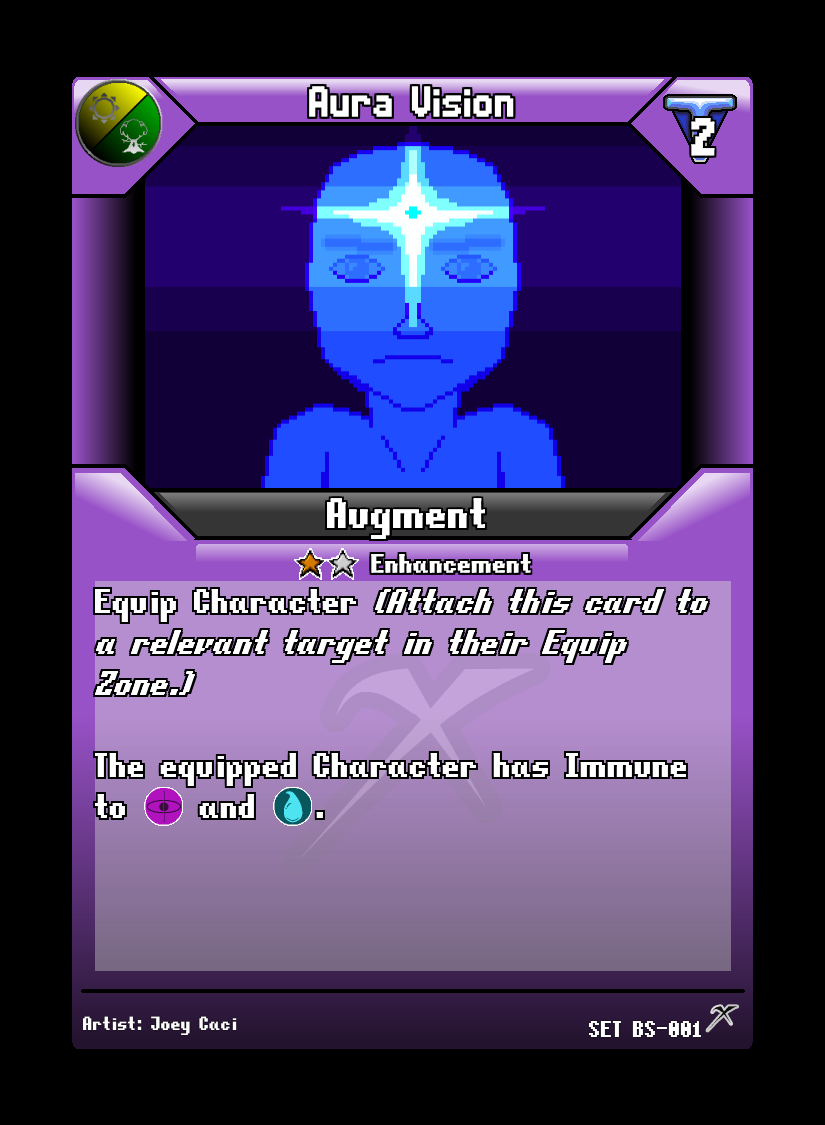 Aura Vision
2
Augment
Enhancement
Equip Character (Attach this card to
a relevant target in their Equip
Zone.)
The equipped Character has Immune
to and .
Artist: Joey Caci
SET BS-001